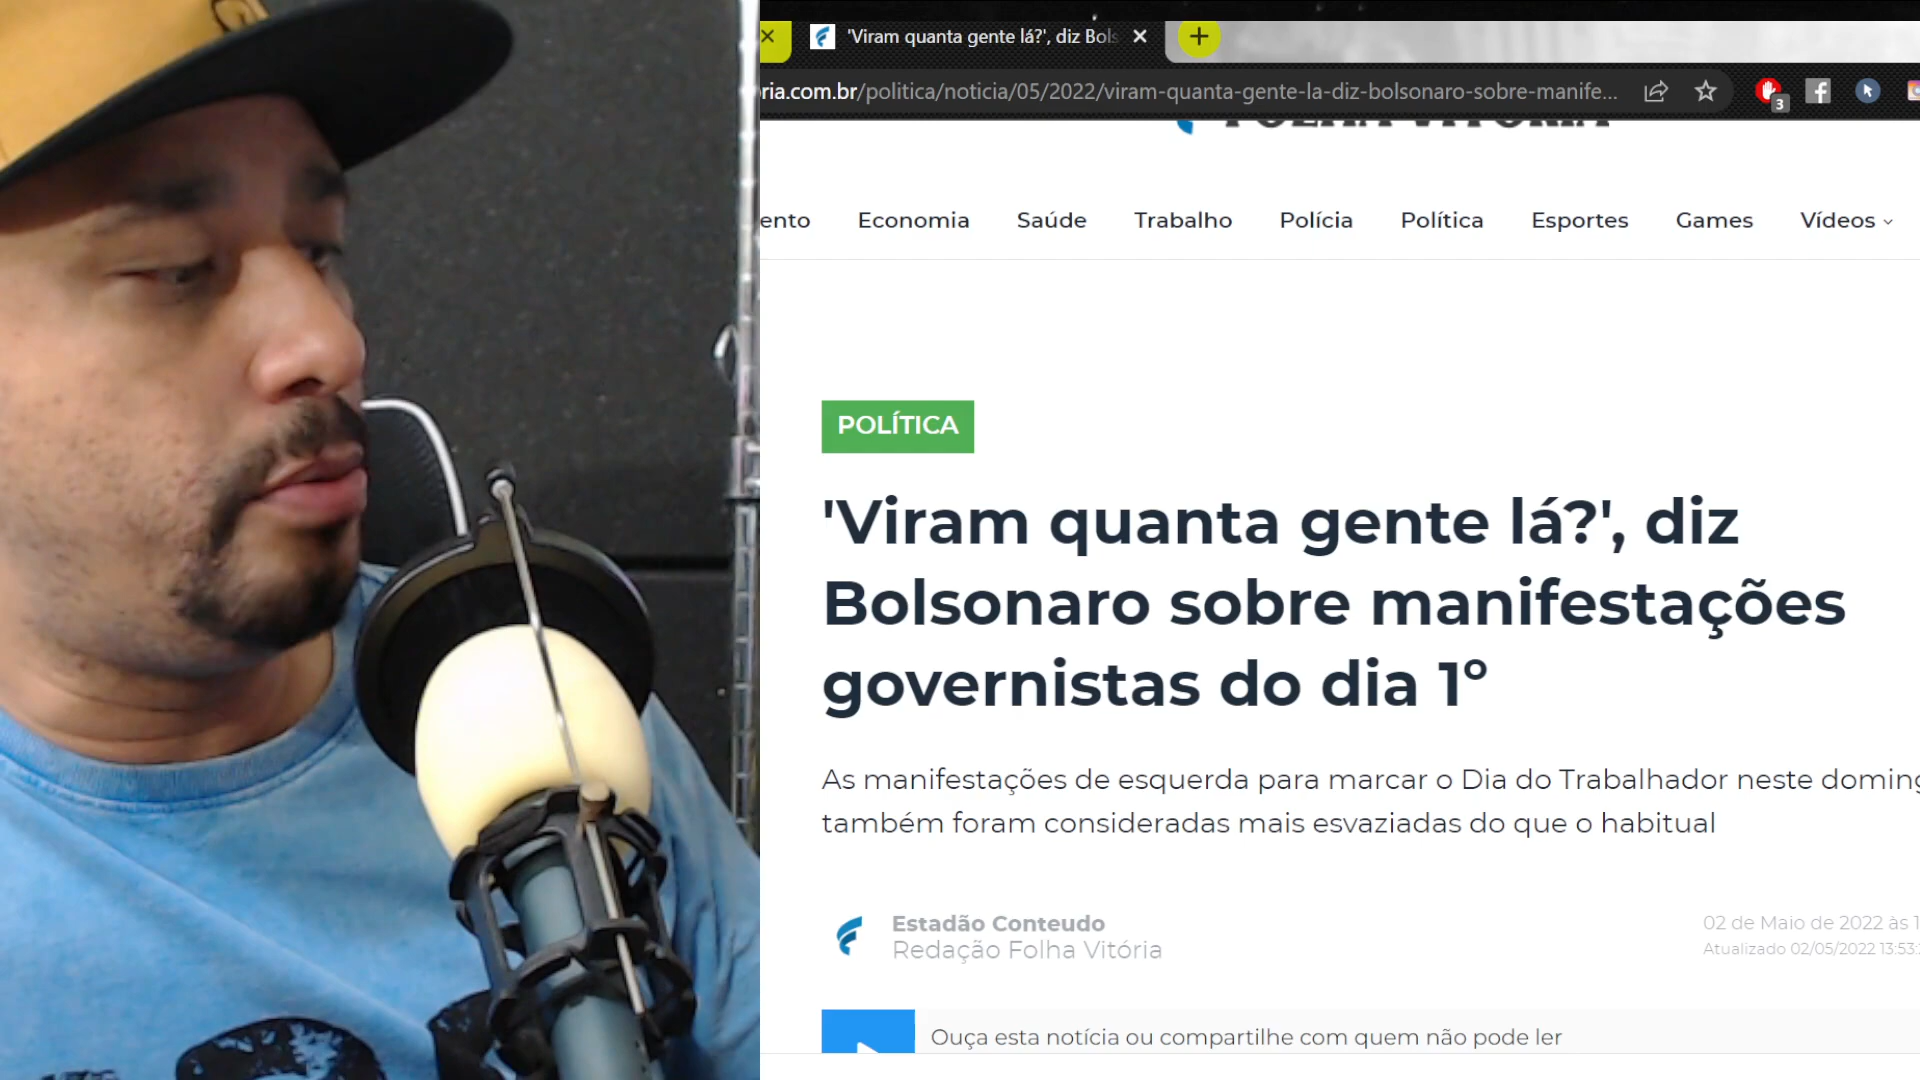 'Viram quanta gente lá?', diz Bols
ria.com.br/politica/noticia/05/2022/viram-quanta-gente-la-diz-bolsonaro-sobre-manife...
3
FOLHA VITÓRIA
ento Economia Saúde Trabalho Polícia Política Esportes Games Vídeos
POLÍTICA
'Viram quanta gente lá?', diz
Bolsonaro sobre manifestações
governistas do dia 1º
As manifestações de esquerda para marcar o Dia do Trabalhador neste doming
também foram consideradas mais esvaziadas do que o habitual
Estadão Conteudo
Redação Folha Vitória
02 de Maio de 2022 às 1
Atualizado 02/05/2022 13:53:
Ouça esta notícia ou compartilhe com quem não pode ler